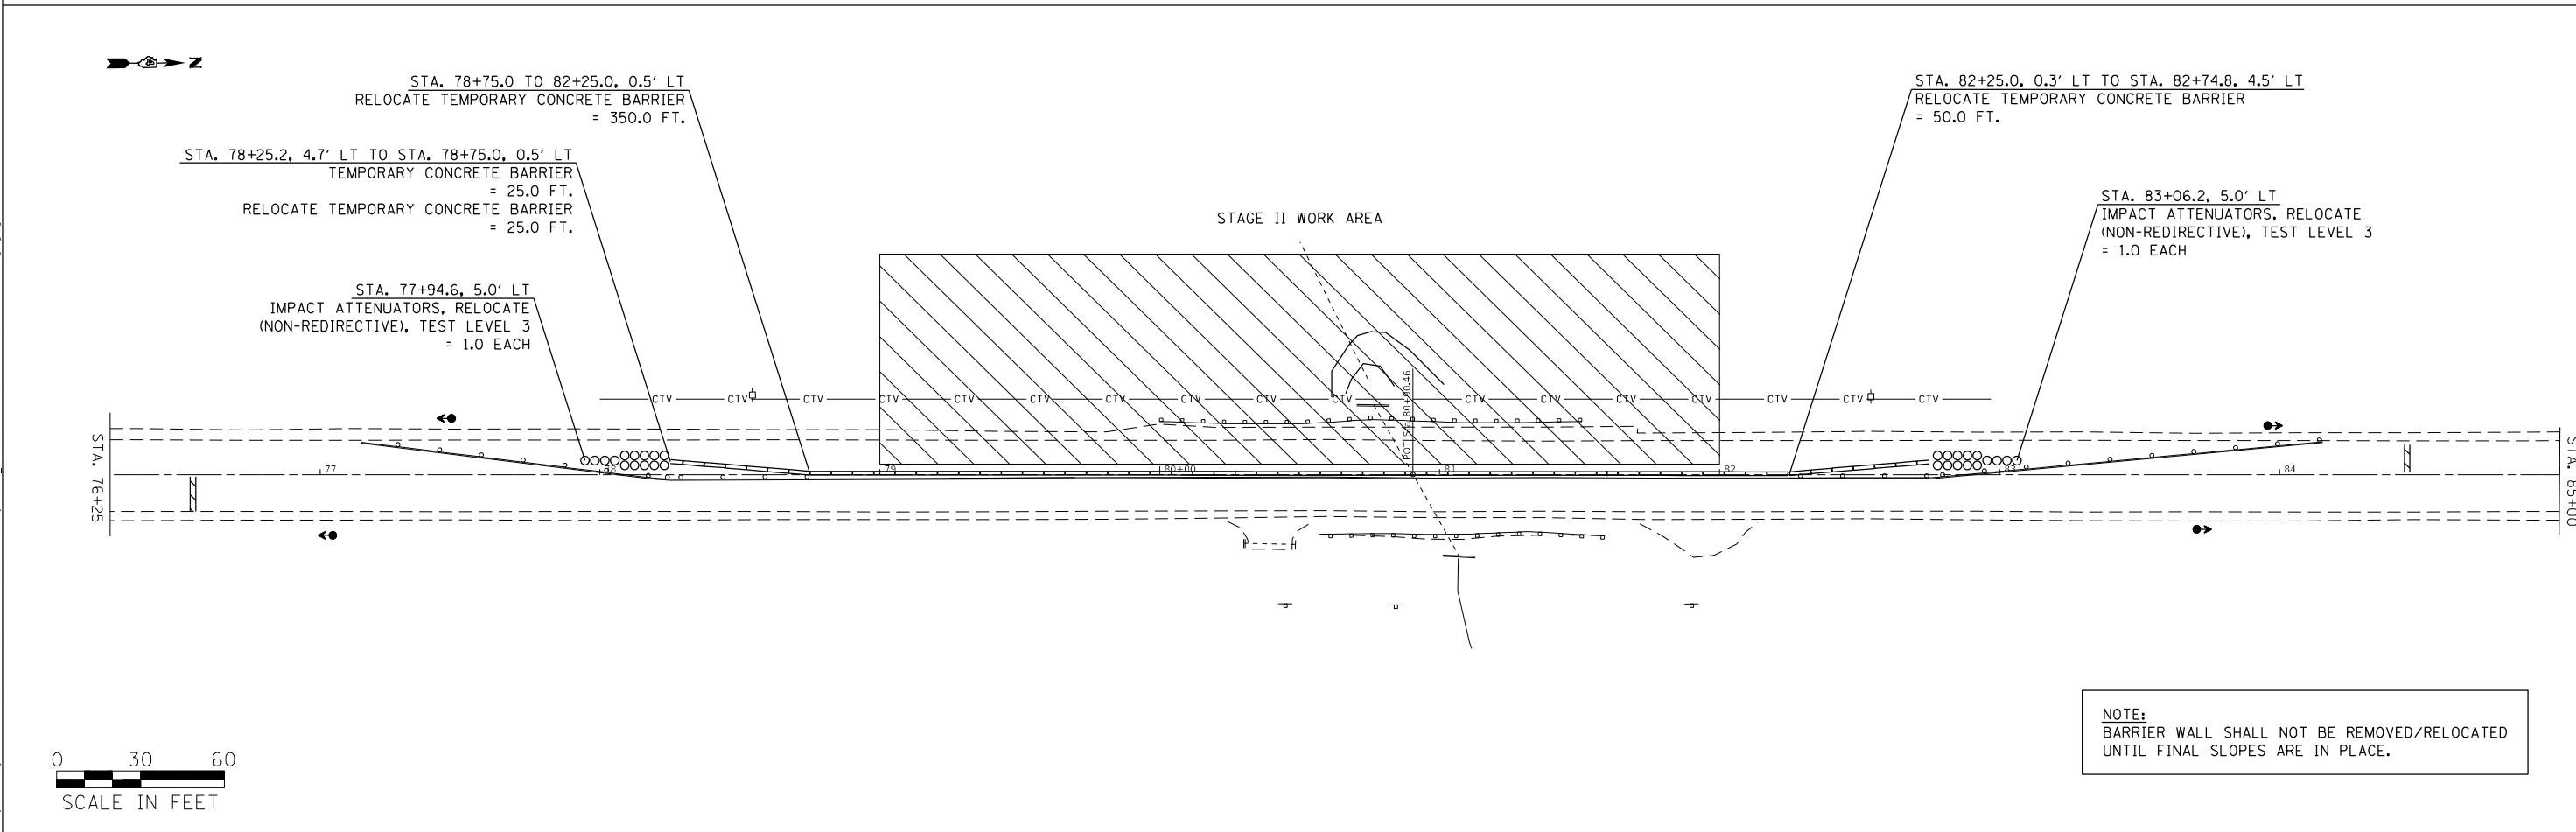 N
STA. 78+75.0 TO 82+25.0, 0.5' LT
RELOCATE TEMPORARY CONCRETE BARRIER
= 350.0 FT.
STA. 82+25.0, 0.3' LT TO STA. 82+74.8, 4.5' LT
RELOCATE TEMPORARY CONCRETE BARRIER
= 50.0 FT.
STA. 78+25.2, 4.7' LT TO STA. 78+75.0, 0.5' LT
TEMPORARY CONCRETE BARRIER
= 25.0 FT.
RELOCATE TEMPORARY CONCRETE BARRIER
= 25.0 FT.
STA. 83+06.2, 5.0' LT
IMPACT ATTENUATORS, RELOCATE
(NON-REDIRECTIVE), TEST LEVEL 3
= 1.0 EACH
STAGE II WORK AREA
STA. 77+94.6, 5.0' LT
IMPACT ATTENUATORS, RELOCATE
(NON-REDIRECTIVE), TEST LEVEL 3
= 1.0 EACH
CTV CTV CTV CTV CTV CTV CTV CTV CTV CTV CTV CTV CTV CTV CTV CTV CTV
STA. 76+25
77
78
79
80+00
81
82
83
84
STA. 85+00
NOTE:
BARRIER WALL SHALL NOT BE REMOVED/RELOCATED
UNTIL FINAL SLOPES ARE IN PLACE.
0 30 60
SCALE IN FEET